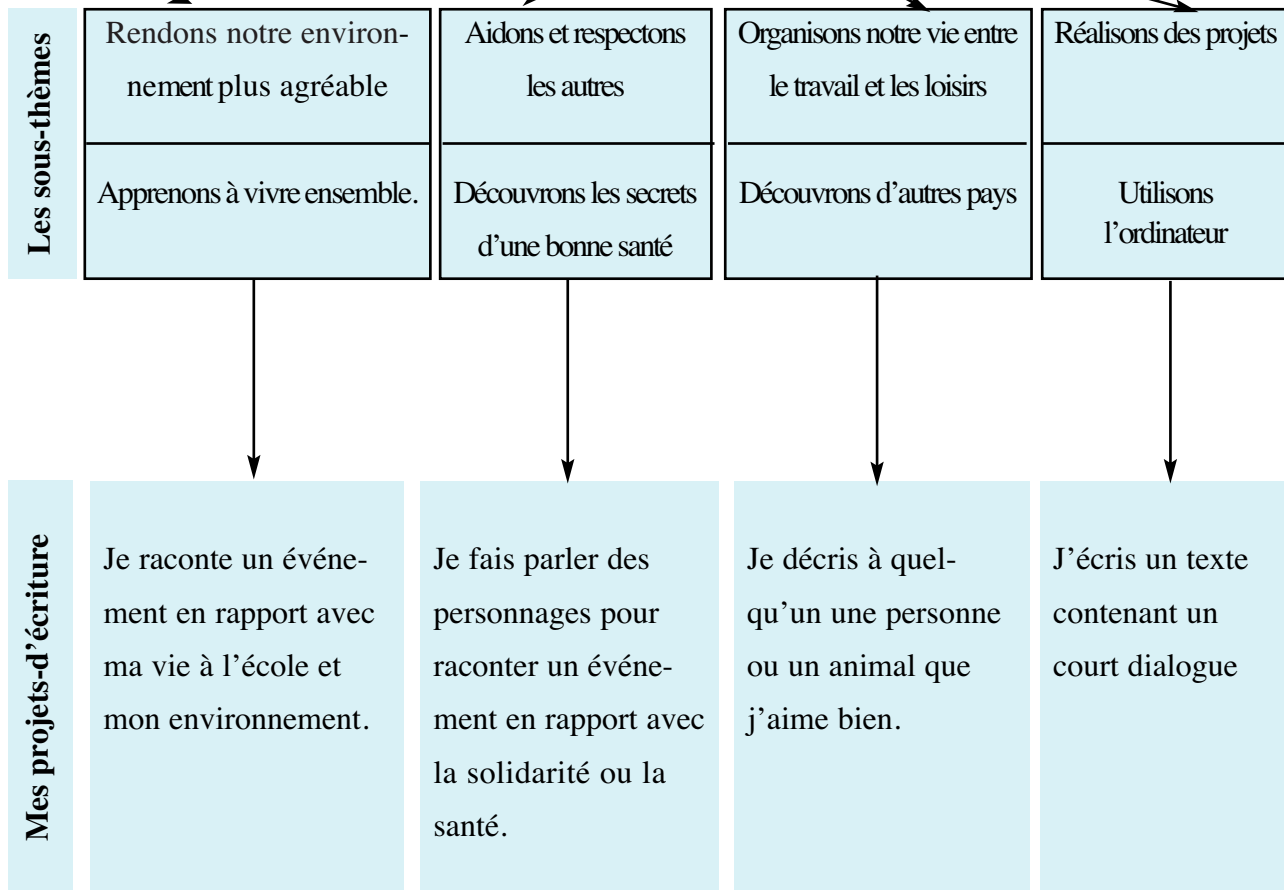 Les sous-thèmes
Rendons notre environ-
nement plus agréable
Apprenons à vivre ensemble.
Aidons et respectons
les autres
Découvrons les secrets
d’une bonne santé
Organisons notre vie entre
le travail et les loisirs
Découvrons d’autres pays
Réalisons des projets
Utilisons
l’ordinateur
Mes projets-d’écriture
Je raconte un événe-
ment en rapport avec
ma vie à l’école et
mon environnement.
Je fais parler des
personnages pour
raconter un événe-
ment en rapport avec
la solidarité ou la
santé.
Je décris à quel-
qu’un une personne
ou un animal que
j’aime bien.
J’écris un texte
contenant un
court dialogue